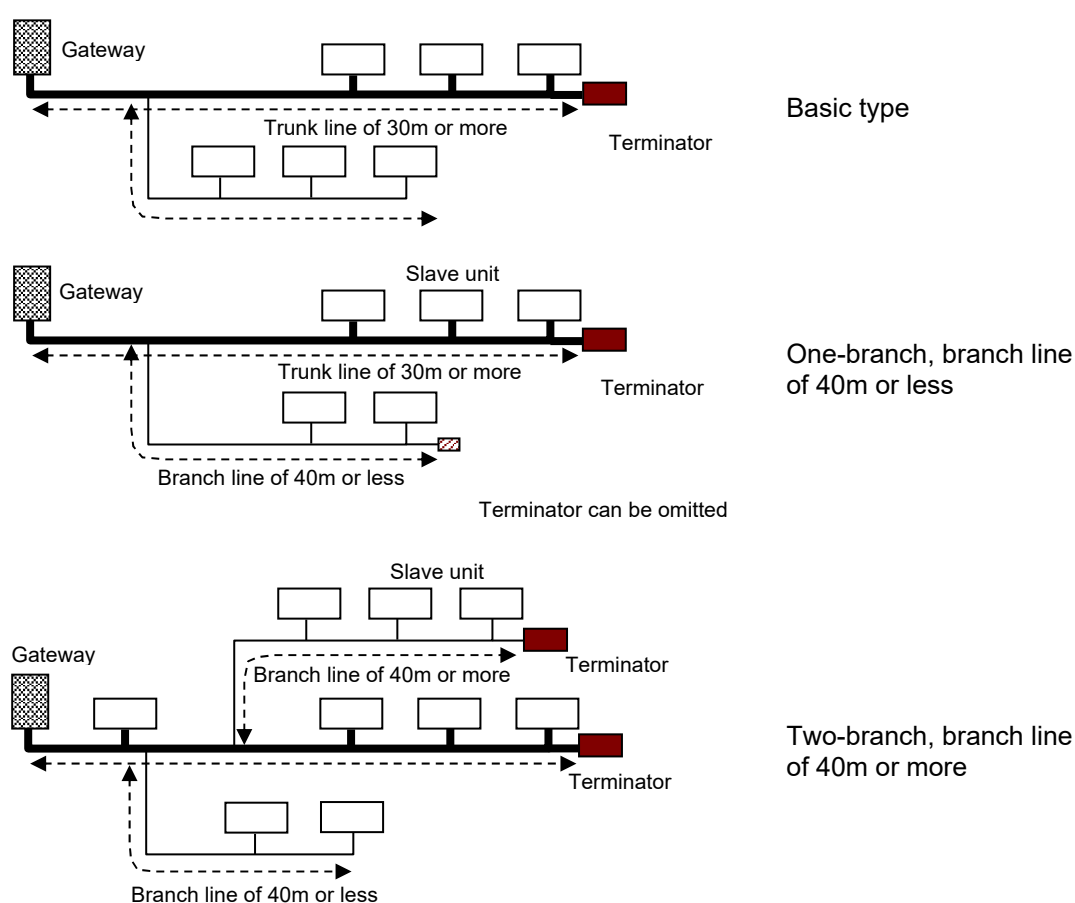 Gateway
Trunk line of 30m or more
Terminator
Basic type
Slave unit
Gateway
Trunk line of 30m or more
Terminator
One-branch, branch line
of 40m or less
Branch line of 40m or less
Terminator can be omitted
Slave unit
Gateway
Terminator
Branch line of 40m or more
Two-branch, branch line
of 40m or more
Terminator
Branch line of 40m or less